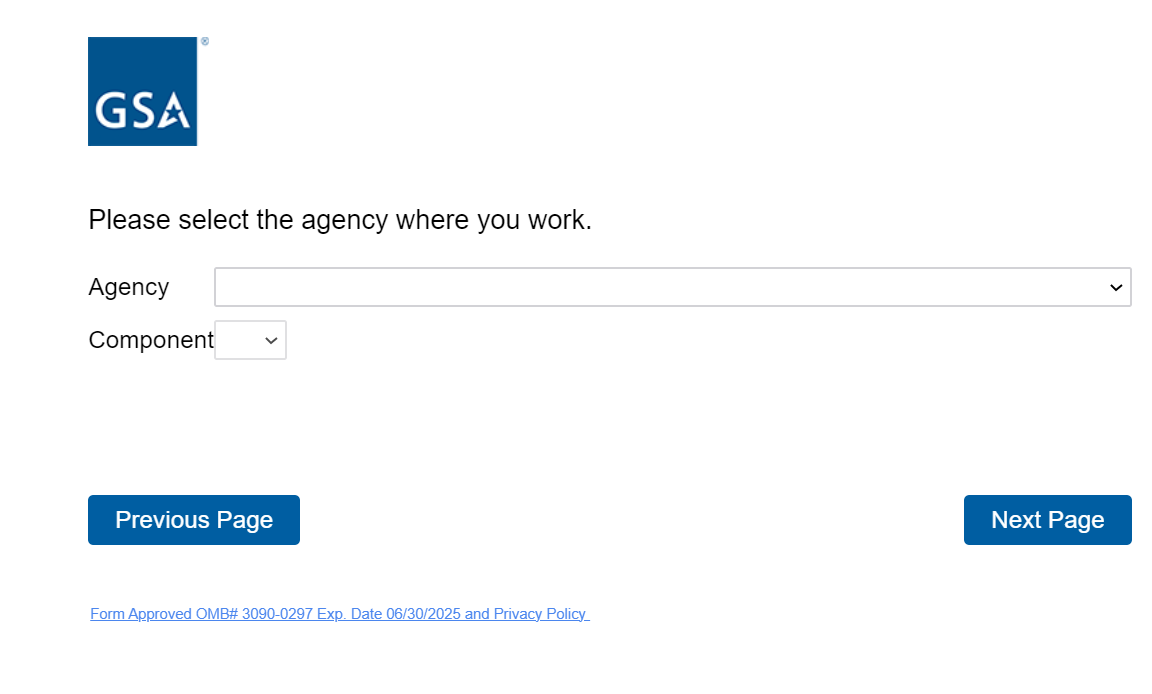 ®
GSA
Please select the agency where you work.
Agency
Component
Previous Page
Next Page
Form Approved OMB# 3090-0297 Exp. Date 06/30/2025 and Privacy Policy